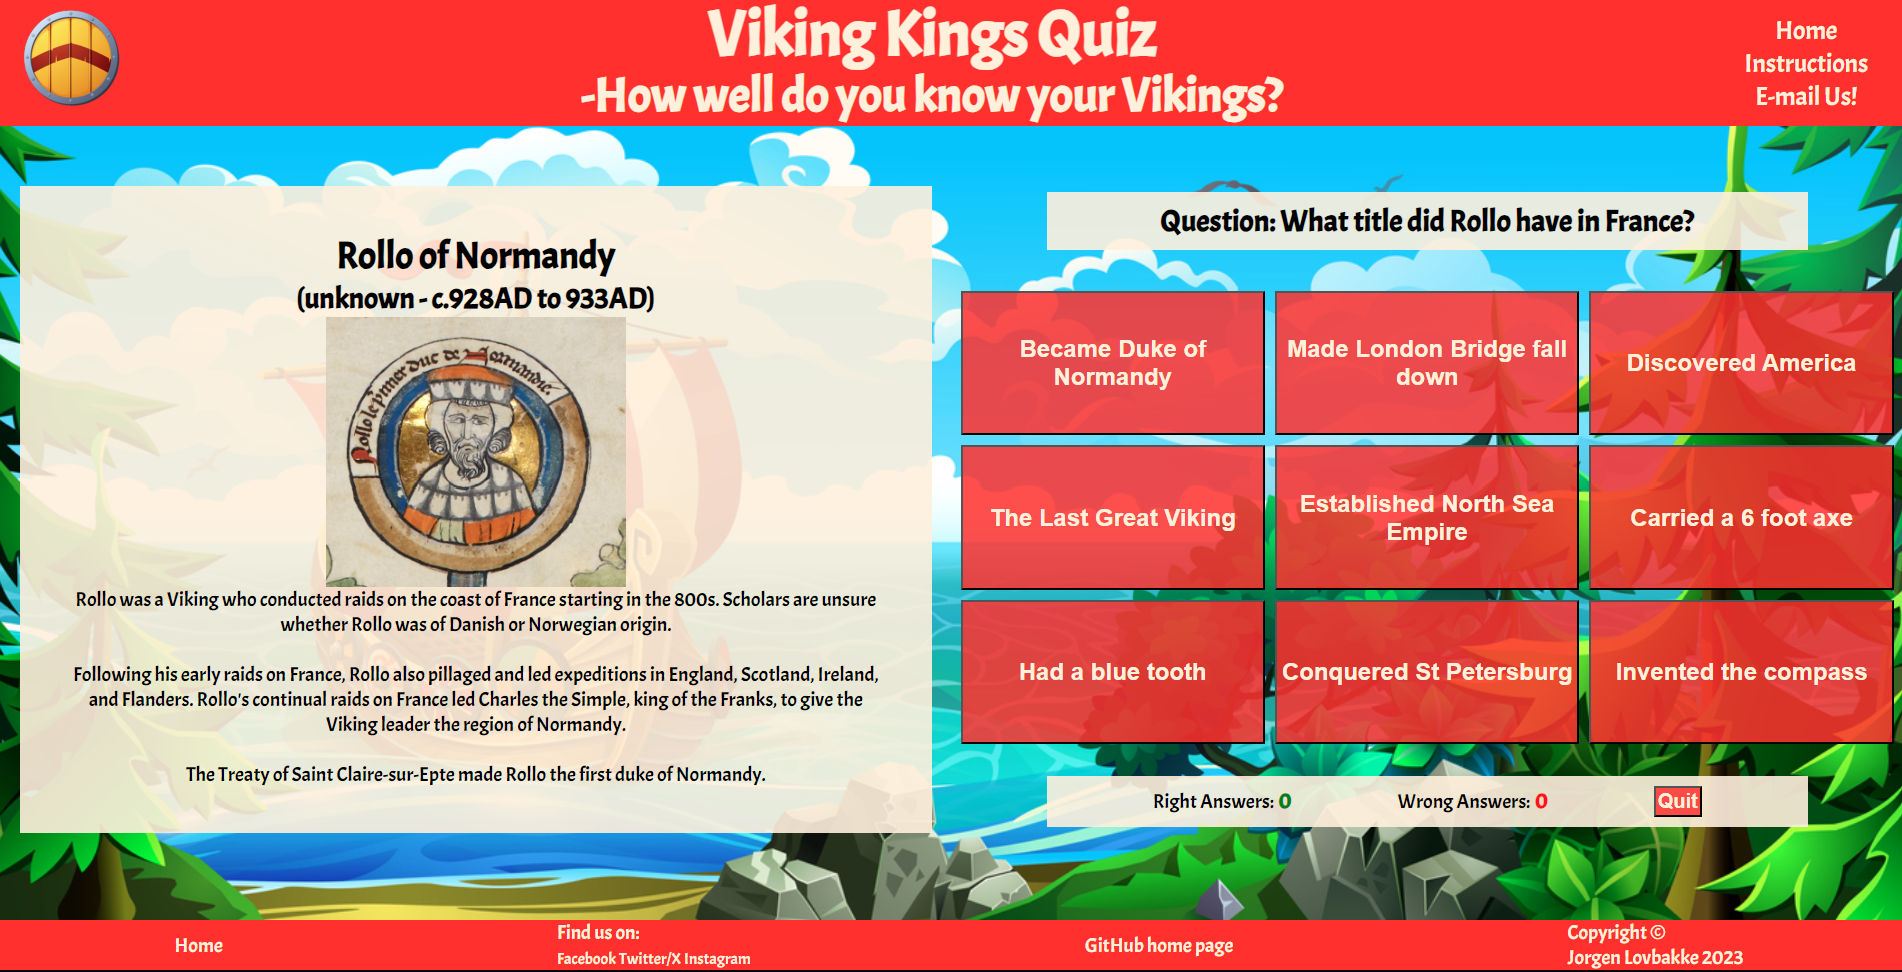 Viking Kings Quiz
-How well do you know your Vikings?
Home
Instructions
E-mail Us!
Rollo of Normandy
(unknown - c.928AD to 933AD)
Rollo was a Viking who conducted raids on the coast of France starting in the 800s. Scholars are unsure
whether Rollo was of Danish or Norwegian origin.
Following his early raids on France, Rollo also pillaged and led expeditions in England, Scotland, Ireland,
and Flanders. Rollo's continual raids on France led Charles the Simple, king of the Franks, to give the
Viking leader the region of Normandy.
The Treaty of Saint Claire-sur-Epte made Rollo the first duke of Normandy.
Question: What title did Rollo have in France?
Became Duke of
Normandy
Made London Bridge fall
down
Discovered America
The Last Great Viking
Established North Sea
Empire
Carried a 6 foot axe
Had a blue tooth
Conquered St Petersburg
Invented the compass
Right Answers: 0
Wrong Answers: 0
Quit
Home
Find us on:
Facebook Twitter/X Instagram
GitHub home page
Copyright ©
Jorgen Lovbakke 2023